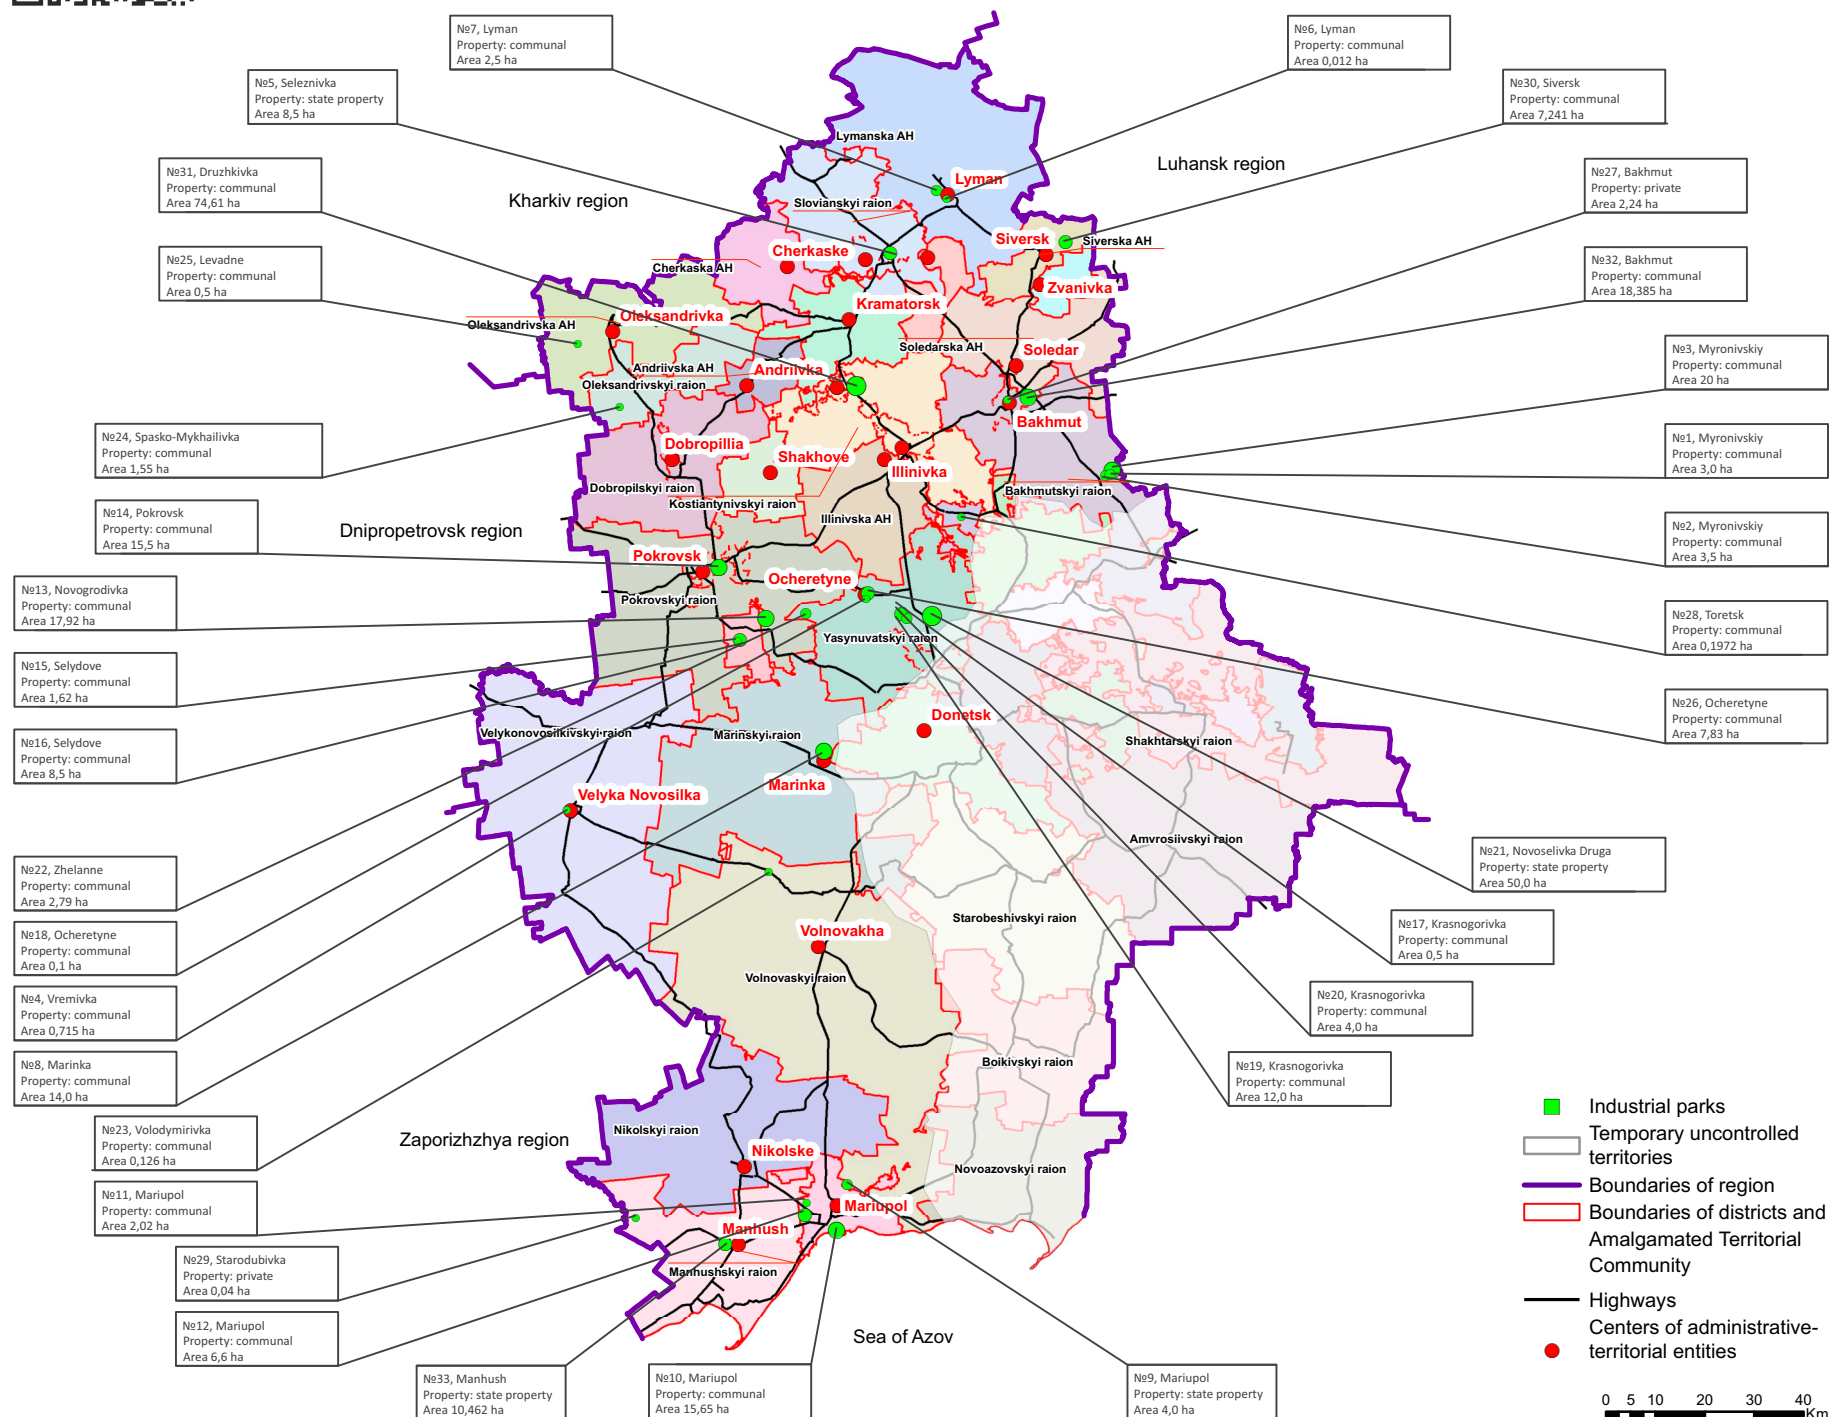 №7, Lyman
Property: communal
Area 2,5 ha
№6, Lyman
Property: communal
Area 0,012 ha
№5, Seleznivka
Property: state property
Area 8,5 ha
№30, Siversk
Property: communal
Area 7,241 ha
№31, Druzhkivka
Property: communal
Area 74,61 ha
№27, Bakhmut
Property: private
Area 2,24 ha
№25, Levadne
Property: communal
Area 0,5 ha
№32, Bakhmut
Property: communal
Area 18,385 ha
№3, Myronivskiy
Property: communal
Area 20 ha
№24, Spasko-Mykhailivka
Property: communal
Area 1,55 ha
№1, Myronivskiy
Property: communal
Area 3,0 ha
№14, Pokrovsk
Property: communal
Area 15,5 ha
№2, Myronivskiy
Property: communal
Area 3,5 ha
№13, Novogrodivka
Property: communal
Area 17,92 ha
№28, Toretsk
Property: communal
Area 0,1972 ha
№15, Selydove
Property: communal
Area 1,62 ha
№26, Ocheretyne
Property: communal
Area 7,83 ha
№16, Selydove
Property: communal
Area 8,5 ha
№22, Zhelanne
Property: communal
Area 2,79 ha
№21, Novoselivka Druga
Property: state property
Area 50,0 ha
№18, Ocheretyne
Property: communal
Area 0,1 ha
№17, Krasnogorivka
Property: communal
Area 0,5 ha
№4, Vremivka
Property: communal
Area 0,715 ha
№20, Krasnogorivka
Property: communal
Area 4,0 ha
№8, Marinka
Property: communal
Area 14,0 ha
№19, Krasnogorivka
Property: communal
Area 12,0 ha
№23, Volodymirivka
Property: communal
Area 0,126 ha
№11, Mariupol
Property: communal
Area 2,02 ha
№29, Starodubivka
Property: private
Area 0,04 ha
№12, Mariupol
Property: communal
Area 6,6 ha
№33, Manhush
Property: state property
Area 10,462 ha
№10, Mariupol
Property: communal
Area 15,65 ha
№9, Mariupol
Property: state property
Area 4,0 ha
Kharkiv region
Luhansk region
Dnipropetrovsk region
Zaporizhzhya region
Sea of Azov
Lymanska AH
Lyman
Slovianskyi raion
Cherkaske
Siversk
Siverska AH
Cherkaska AH
Zvanivka
Kramatorsk
Oleksandrivka
Oleksandrivska AH
Soledarska AH
Soledar
Andriivska AH
Andriivka
Oleksandrivskyi raion
Bakhmut
Dobropillia
Shakhove
Illinivka
Dobropilskyi raion
Kostiantynivskyi raion
Bakhmutskyi raion
Illinivska AH
Pokrovsk
Ocheretyne
Pokrovskyi raion
Yasynuvatskyi raion
Donetsk
Velykonovosilkivskyi raion
Marinskyi raion
Shakhtarskyi raion
Marinka
Velyka Novosilka
Amvrosiivskyi raion
Starobeshivskyi raion
Volnovakha
Volnovaskyi raion
Boikivskyi raion
Nikolskyi raion
Nikolske
Novoazovskyi raion
Mariupol
Manhush
Manhushskyi raion
Industrial parks
Temporary uncontrolled
territories
Boundaries of region
Boundaries of districts and
Amalgamated Territorial
Community
Highways
Centers of administrative-
territorial entities
0 5 10 20 30 40
Km